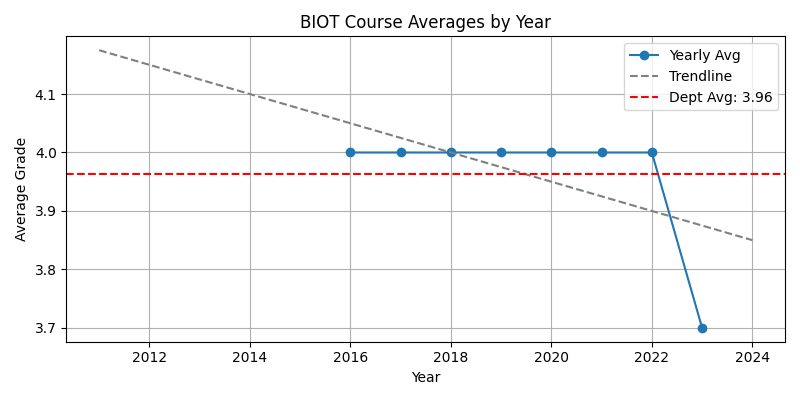 BIOT Course Averages by Year
Yearly Avg
Trendline
Dept Avg: 3.96
Average Grade
4.1
4.0
3.9
3.8
3.7
2012 2014 2016 2018 2020 2022 2024
Year